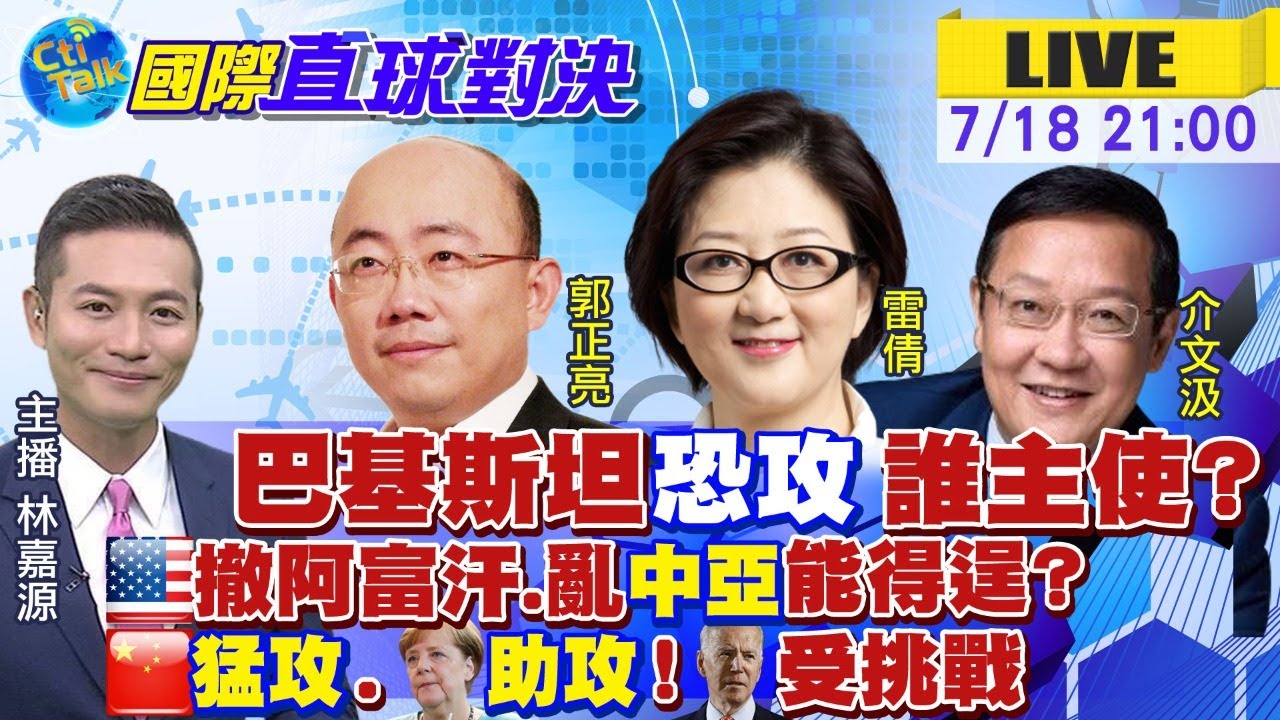 Cti Talk
國際直球對決
LIVE
7/18 21:00
主播 林嘉源
郭正亮
雷倩
介文汲
巴基斯坦恐攻 誰主使?
撤阿富汗.亂中亞能得逞?
猛攻. 助攻! 受挑戰